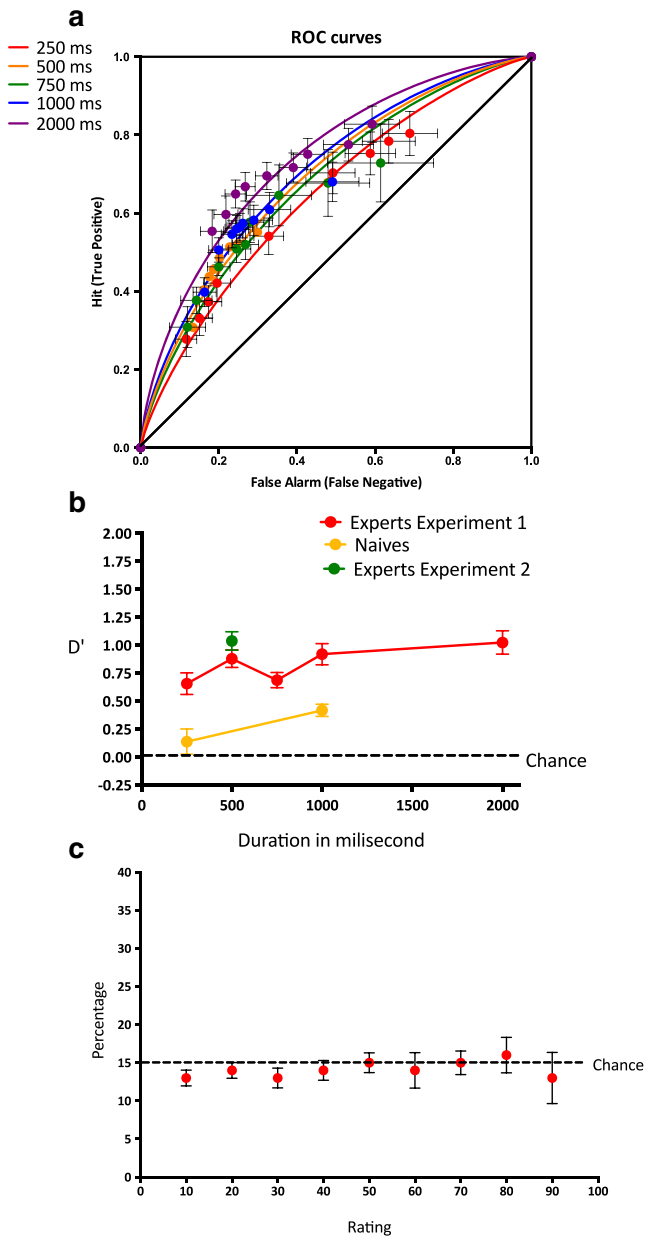 a
ROC curves
250 ms
500 ms
750 ms
1000 ms
2000 ms
1.0
0.8
0.6
0.4
0.2
0.0
Hit (True Positive)
0.0 0.2 0.4 0.6 0.8 1.0
False Alarm (False Negative)
b
Experts Experiment 1
Naives
Experts Experiment 2
2.00
1.75
1.50
1.25
1.00
0.75
0.50
0.25
0.00
-0.25
D'
Chance
0 500 1000 1500 2000
Duration in milisecond
c
40
35
30
25
20
15
10
5
0
Percentage
Chance
0 10 20 30 40 50 60 70 80 90 100
Rating